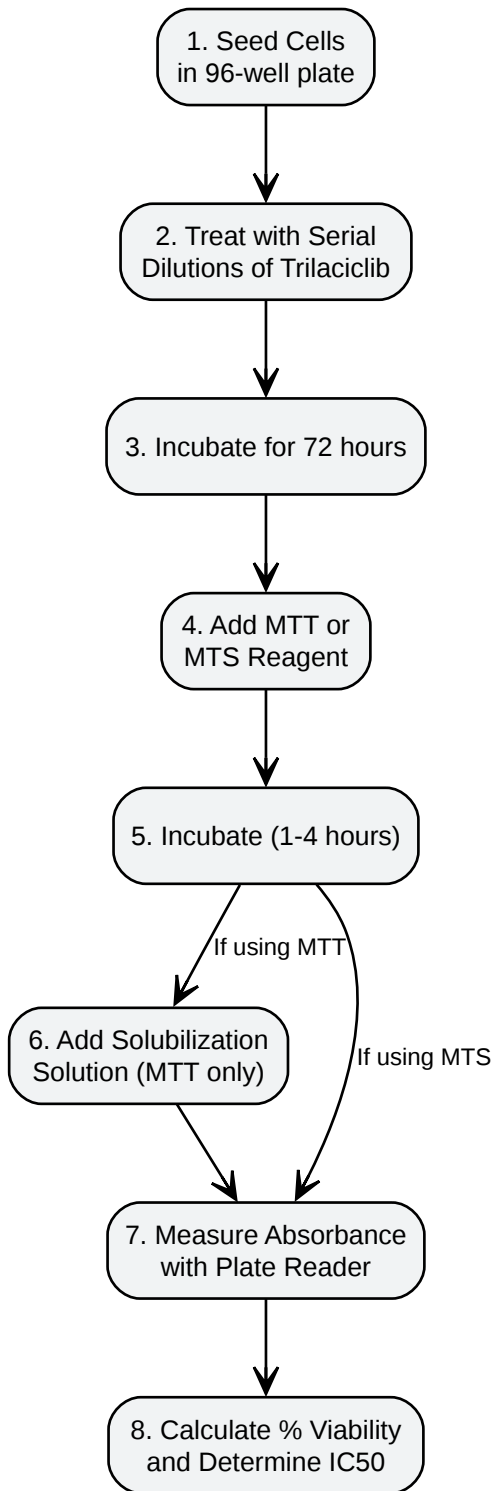 1. Seed Cells
in 96-well plate
2. Treat with Serial
Dilutions of Trilaciclib
3. Incubate for 72 hours
4. Add MTT or
MTS Reagent
5. Incubate (1-4 hours)
If using MTT
6. Add Solubilization
Solution (MTT only)
If using MTS
7. Measure Absorbance
with Plate Reader
8. Calculate % Viability
and Determine IC50